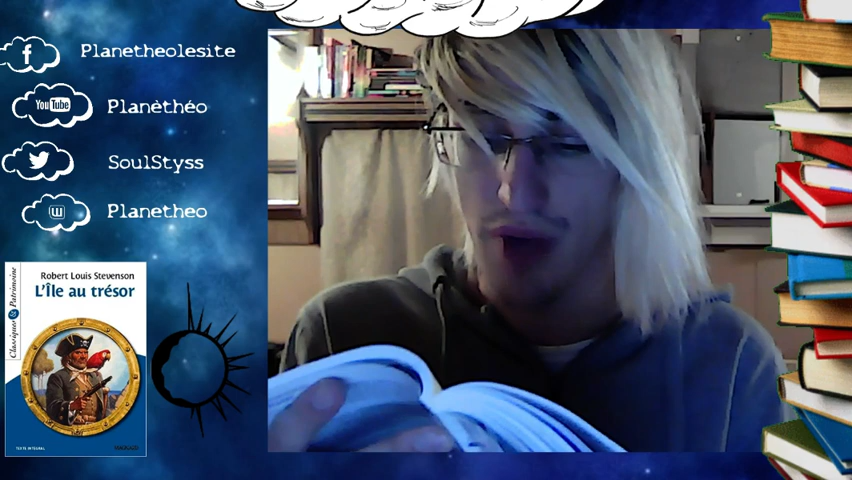 f Planetheolesite
You Tube Planèthéo
SoulStyss
w Planetheo
Robert Louis Stevenson
L'Île au trésor
Classiques & Patrimoine
TEXTE INTÉGRAL